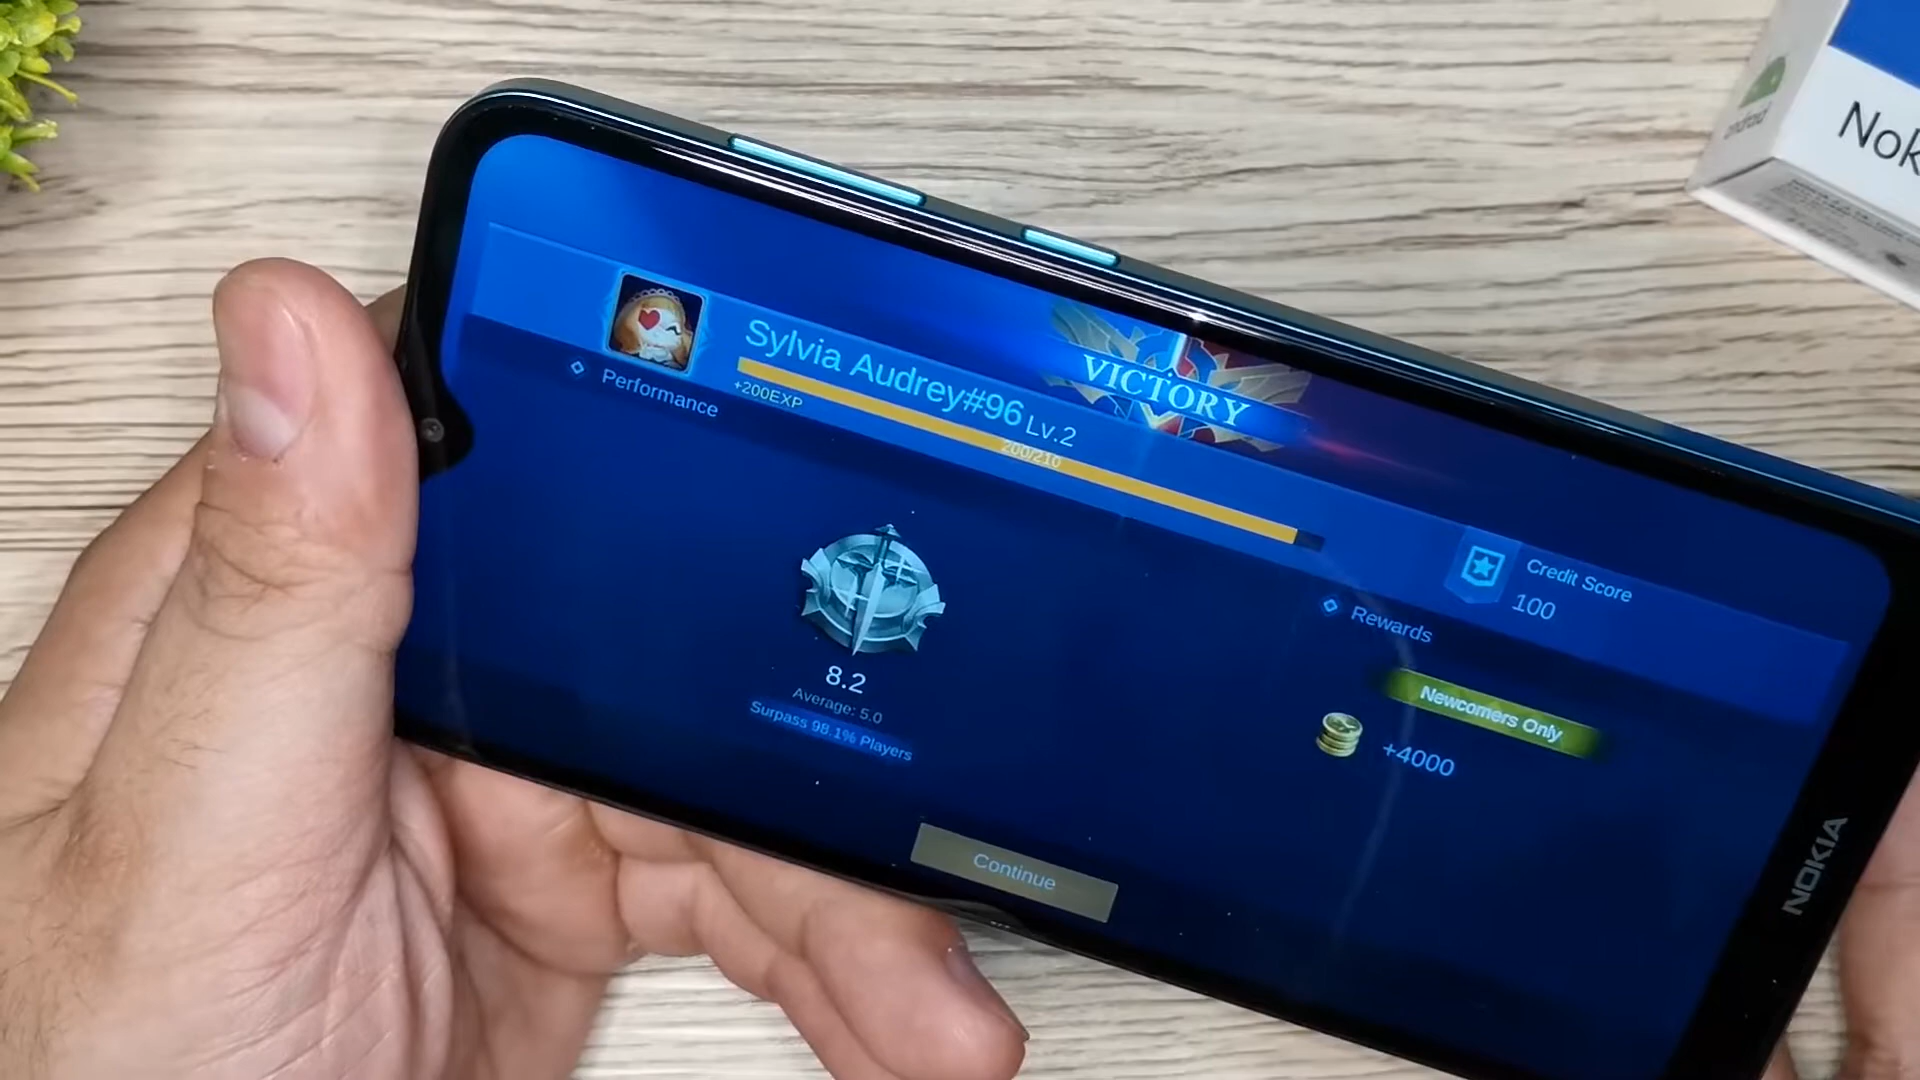 android
Nok
VICTORY
Sylvia Audrey#96 Lv.2
+200EXP
200/210
Performance
Credit Score
100
Rewards
8.2
Average: 5.0
Surpass 98.1% Players
Newcomers Only
+4000
Continue
NOKIA